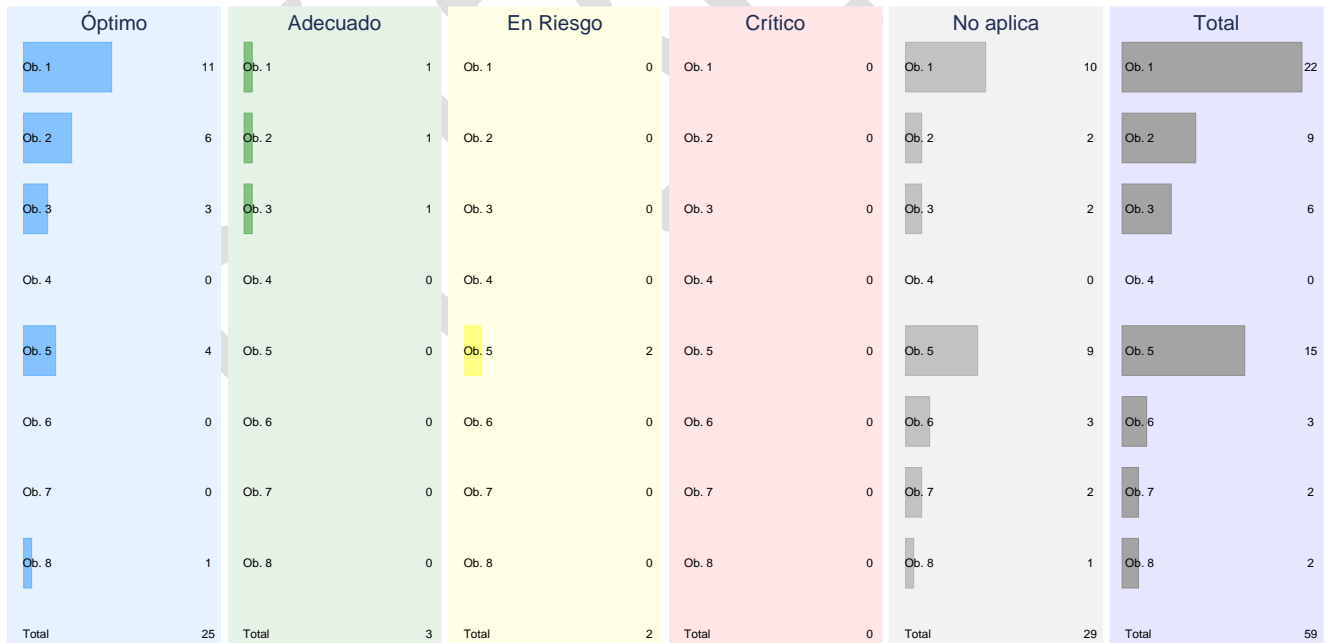 Óptimo Adecuado En Riesgo Crítico No aplica Total
Ob. 1 11 Ob. 1 1 Ob. 1 0 Ob. 1 0 Ob. 1 10 Ob. 1 22
Ob. 2 6 Ob. 2 1 Ob. 2 0 Ob. 2 0 Ob. 2 2 Ob. 2 9
Ob. 3 3 Ob. 3 1 Ob. 3 0 Ob. 3 0 Ob. 3 2 Ob. 3 6
Ob. 4 0 Ob. 4 0 Ob. 4 0 Ob. 4 0 Ob. 4 0 Ob. 4 0
Ob. 5 4 Ob. 5 0 Ob. 5 2 Ob. 5 0 Ob. 5 9 Ob. 5 15
Ob. 6 0 Ob. 6 0 Ob. 6 0 Ob. 6 0 Ob. 6 3 Ob. 6 3
Ob. 7 0 Ob. 7 0 Ob. 7 0 Ob. 7 0 Ob. 7 2 Ob. 7 2
Ob. 8 1 Ob. 8 0 Ob. 8 0 Ob. 8 0 Ob. 8 1 Ob. 8 2
Total 25 Total 3 Total 2 Total 0 Total 29 Total 59